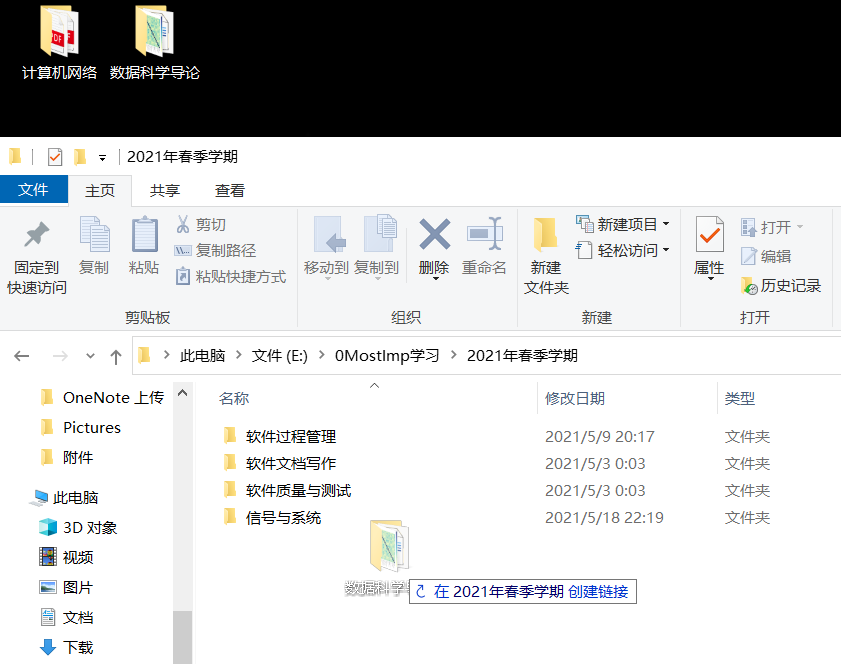 计算机网络 数据科学导论
2021年春季学期
文件 主页 共享 查看
固定到
快速访问
复制
粘贴
剪切
复制路径
粘贴快捷方式
剪贴板
移动到 复制到
删除 重命名
组织
新建
文件夹
新建项目
轻松访问
新建
属性
打开
编辑
历史记录
打开
此电脑 文件 (E:) 0MostImp学习 2021年春季学期
OneNote 上传
Pictures
附件
此电脑
3D 对象
视频
图片
文档
下载
名称 修改日期 类型
软件过程管理 2021/5/9 20:17 文件夹
软件文档写作 2021/5/3 0:03 文件夹
软件质量与测试 2021/5/3 0:03 文件夹
信号与系统 2021/5/18 22:19 文件夹
数据科学
在 2021年春季学期 创建链接